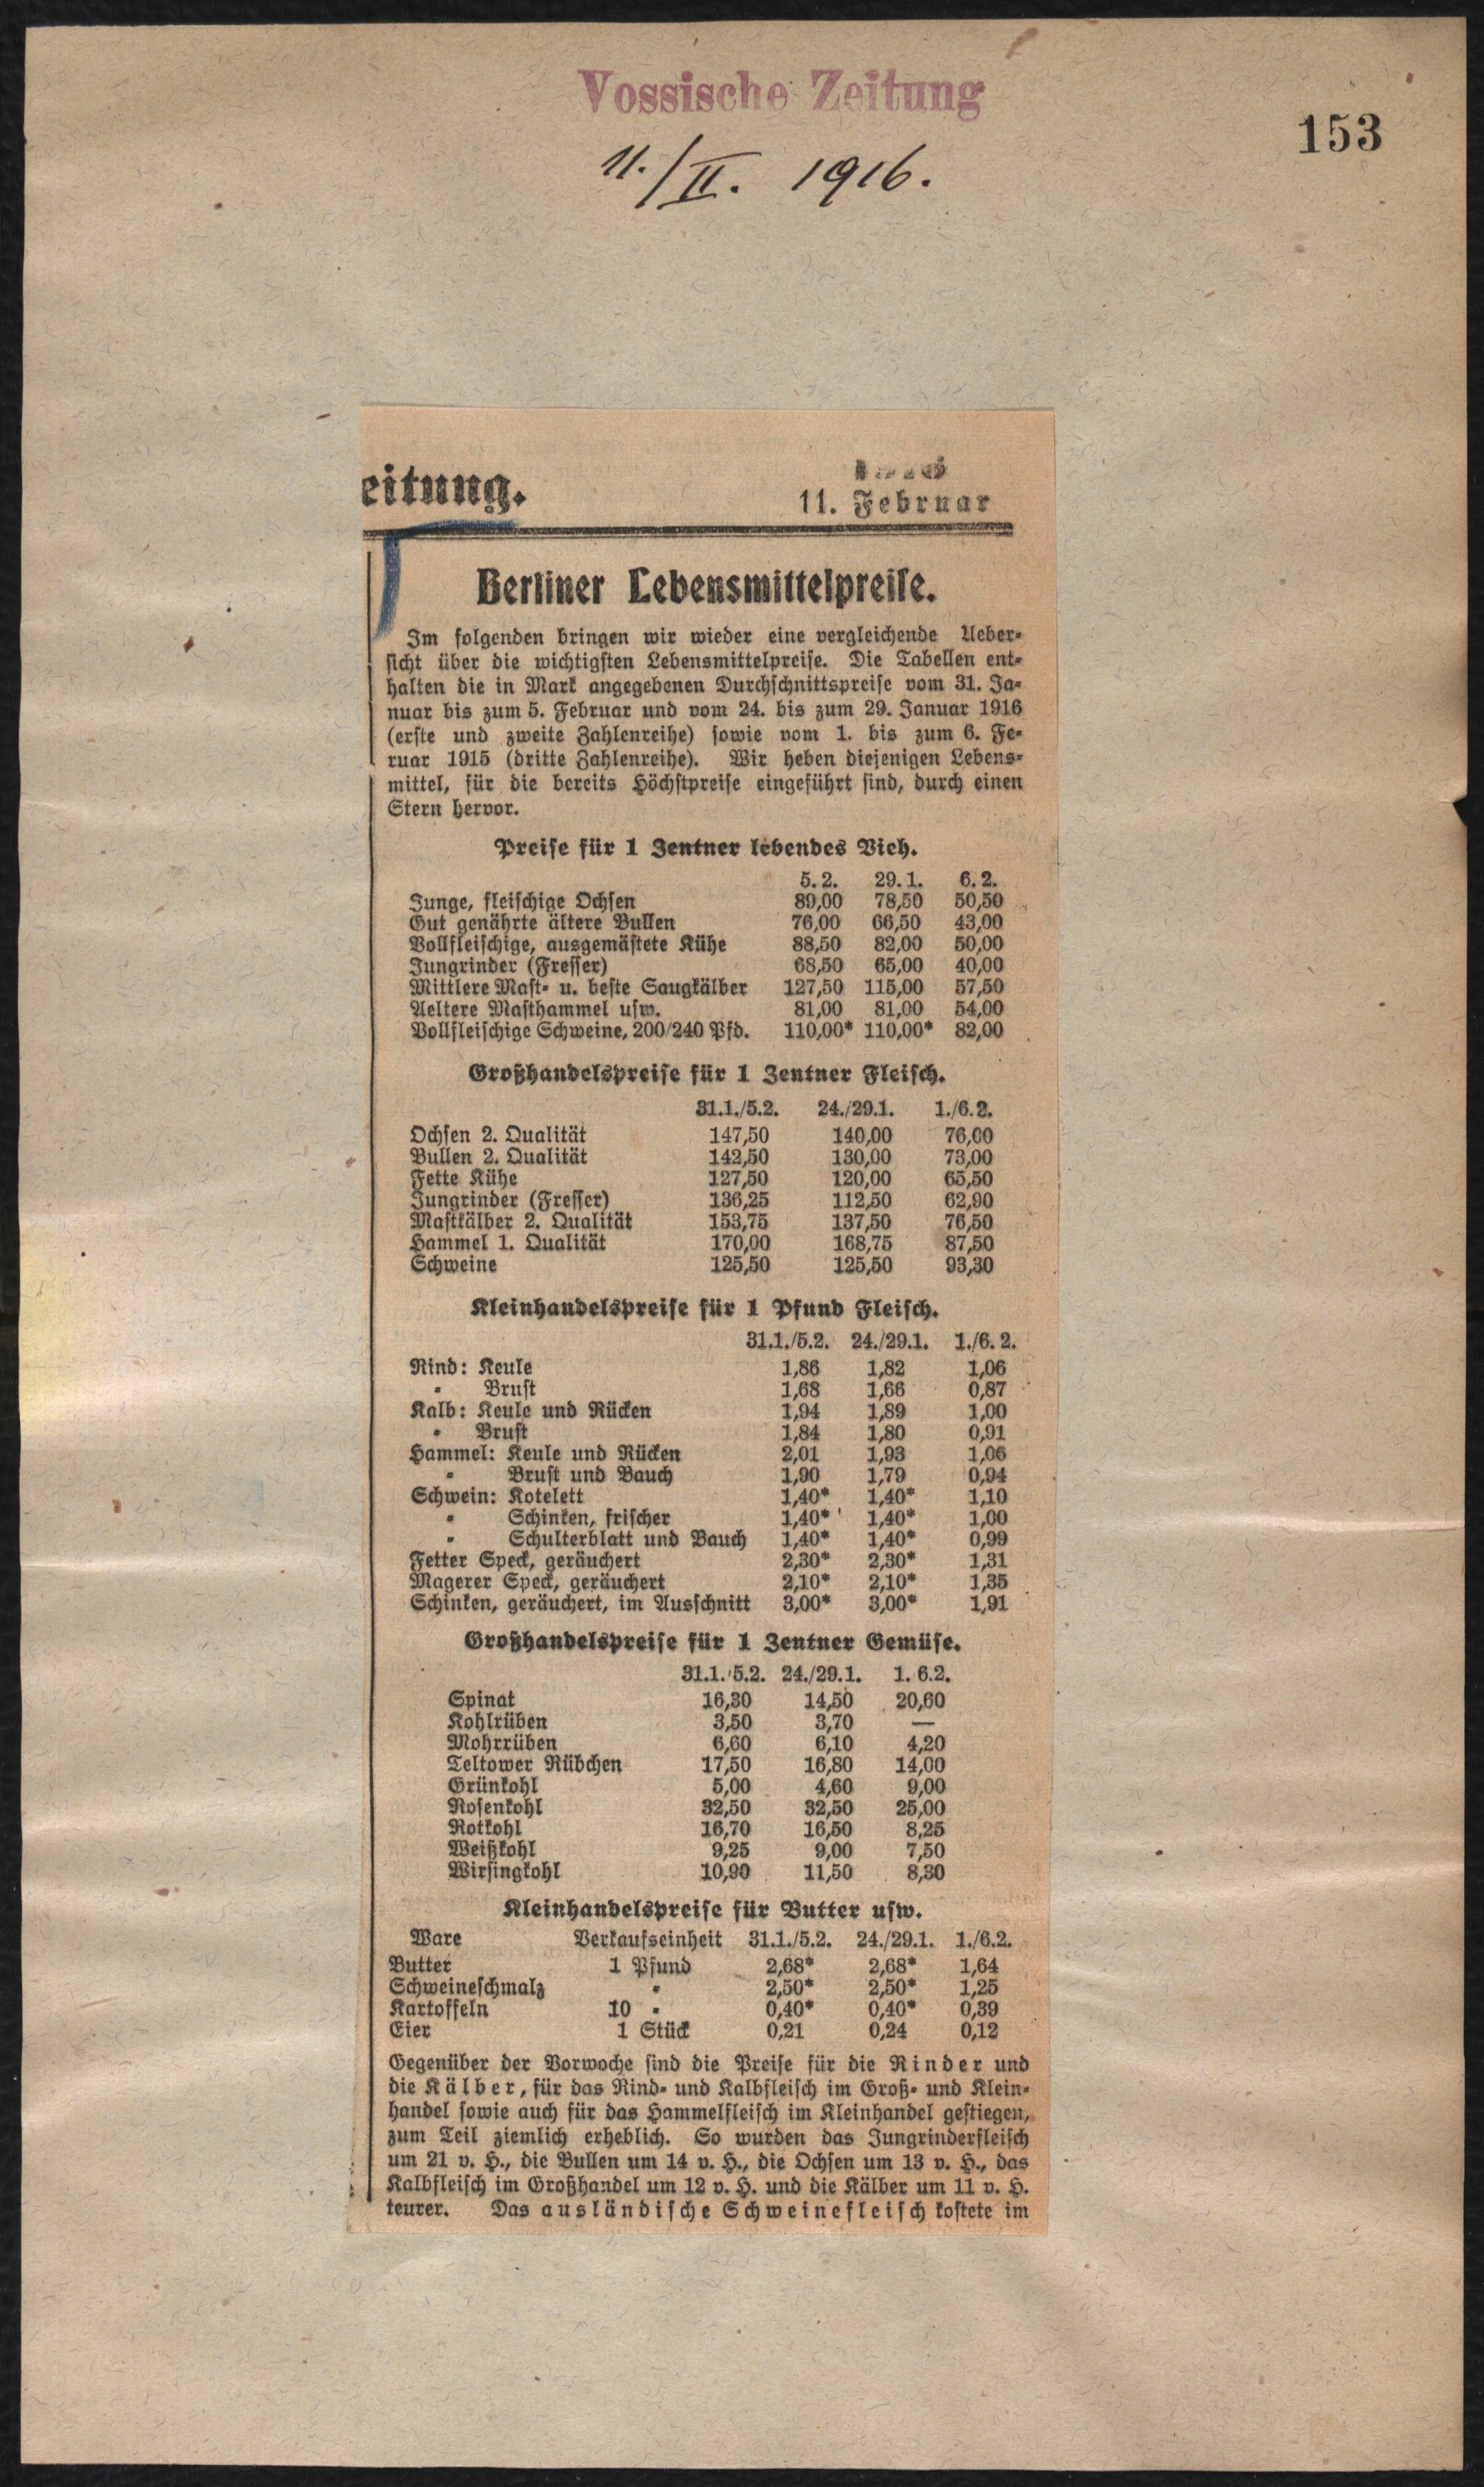 Vossische Zeitung
153
11./II. 1916.
eitung.
11. Februar
Berliner Lebensmittelpreise.
Im folgenden bringen wir wieder eine vergleichende Ueber-
sicht über die wichtigsten Lebensmittelpreise. Die Tabellen ent-
halten die in Mark angegebenen Durchschnittspreise vom 31. Ja-
nuar bis zum 5. Februar und vom 24. bis zum 29. Januar 1916
(erste und zweite Zahlenreihe) sowie vom 1. bis zum 6. Fe-
ruar 1915 (dritte Zahlenreihe). Wir heben diejenigen Lebens-
mittel, für die bereits Höchstpreise eingeführt sind, durch einen
Stern hervor.
Preise für 1 Zentner lebendes Vieh.
5. 2. 29. 1. 6. 2.
Junge, fleischige Ochsen 89,00 78,50 50,50
Gut genährte ältere Bullen 76,00 66,50 43,00
Vollfleischige, ausgemästete Kühe 88,50 82,00 50,00
Jungrinder (Fresser) 68,50 65,00 40,00
Mittlere Mast- u. beste Saugkälber 127,50 115,00 57,50
Aeltere Masthammel usw. 81,00 81,00 54,00
Vollfleischige Schweine, 200/240 Pfd. 110,00* 110,00* 82,00
Großhandelspreise für 1 Zentner Fleisch.
31.1./5.2. 24./29.1. 1./6.2.
Ochsen 2. Qualität 147,50 140,00 76,00
Bullen 2. Qualität 142,50 130,00 73,00
Fette Kühe 127,50 120,00 65,50
Jungrinder (Fresser) 136,25 112,50 62,90
Mastkälber 2. Qualität 153,75 137,50 76,50
Hammel 1. Qualität 170,00 168,75 87,50
Schweine 125,50 125,50 93,30
Kleinhandelspreise für 1 Pfund Fleisch.
31.1./5.2. 24./29.1. 1./6. 2.
Rind: Keule 1,86 1,82 1,06
" Brust 1,68 1,66 0,87
Kalb: Keule und Rücken 1,94 1,89 1,00
" Brust 1,84 1,80 0,91
Hammel: Keule und Rücken 2,01 1,93 1,06
" Brust und Bauch 1,90 1,79 0,94
Schwein: Kotelett 1,40* 1,40* 1,10
" Schinken, frischer 1,40* 1,40* 1,00
" Schulterblatt und Bauch 1,40* 1,40* 0,99
Fetter Speck, geräuchert 2,30* 2,30* 1,31
Magerer Speck, geräuchert 2,10* 2,10* 1,35
Schinken, geräuchert, im Ausschnitt 3,00* 3,00* 1,91
Großhandelspreise für 1 Zentner Gemüse.
31.1./5.2. 24./29.1. 1. 6.2.
Spinat 16,30 14,50 20,60
Kohlrüben 3,50 3,70 —
Mohrrüben 6,60 6,10 4,20
Teltower Rübchen 17,50 16,80 14,00
Grünkohl 5,00 4,60 9,00
Rosenkohl 32,50 32,50 25,00
Rotkohl 16,70 16,50 8,25
Weißkohl 9,25 9,00 7,50
Wirsingkohl 10,90 11,50 8,30
Kleinhandelspreise für Butter usw.
Ware Verkaufseinheit 31.1./5.2. 24./29.1. 1./6.2.
Butter 1 Pfund 2,68* 2,68* 1,64
Schweineschmalz " 2,50* 2,50* 1,25
Kartoffeln 10 " 0,40* 0,40* 0,39
Eier 1 Stück 0,21 0,24 0,12
Gegenüber der Vorwoche sind die Preise für die Rinder und
die Kälber, für das Rind- und Kalbfleisch im Groß- und Klein-
handel sowie auch für das Hammelfleisch im Kleinhandel gestiegen,
zum Teil ziemlich erheblich. So wurden das Jungrinderfleisch
um 21 v. H., die Bullen um 14 v. H., die Ochsen um 13 v. H., das
Kalbfleisch im Großhandel um 12 v. H. und die Kälber um 11 v. H.
teurer. Das ausländische Schweinefleisch kostete im